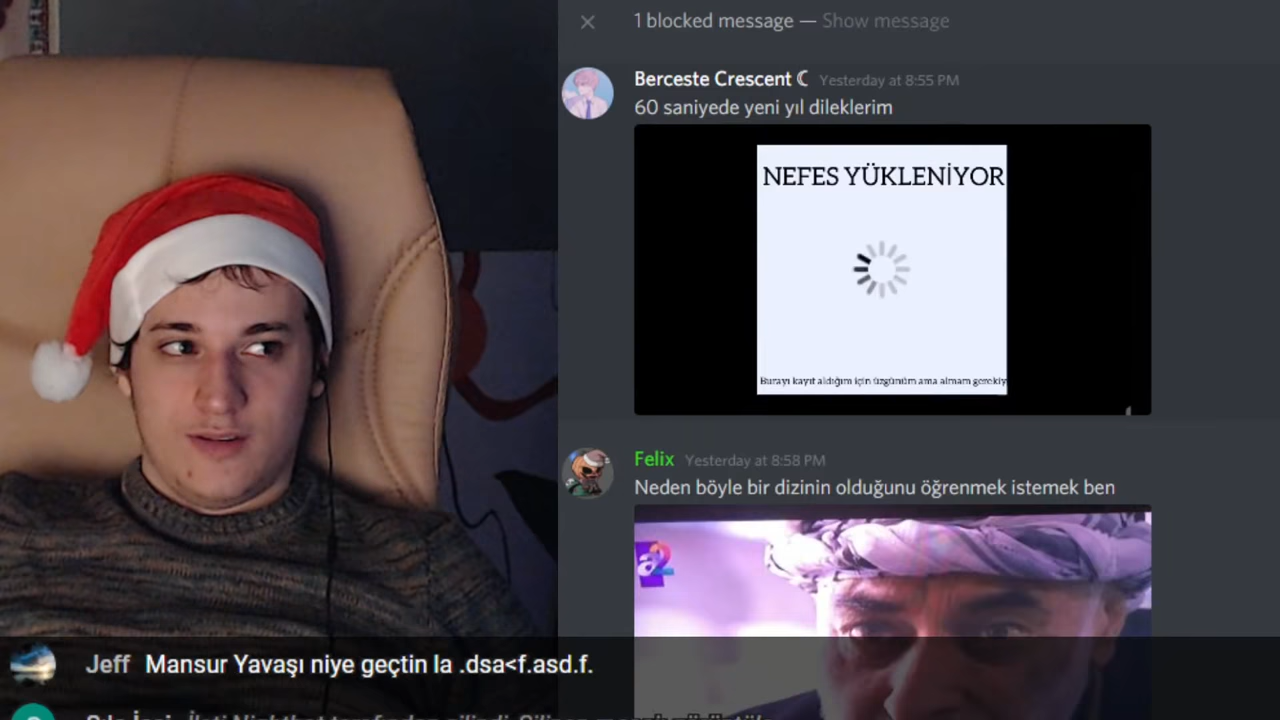 1 blocked message — Show message
Berceste Crescent ☾ Yesterday at 8:55 PM
60 saniyede yeni yıl dileklerim
NEFES YÜKLENİYOR
Burayı kayıt aldığım için üzgünüm ama almam gerekiy
Felix Yesterday at 8:58 PM
Neden böyle bir dizinin olduğunu öğrenmek istemek ben
a2
Jeff Mansur Yavaşı niye geçtin la .dsa<f.asd.f.